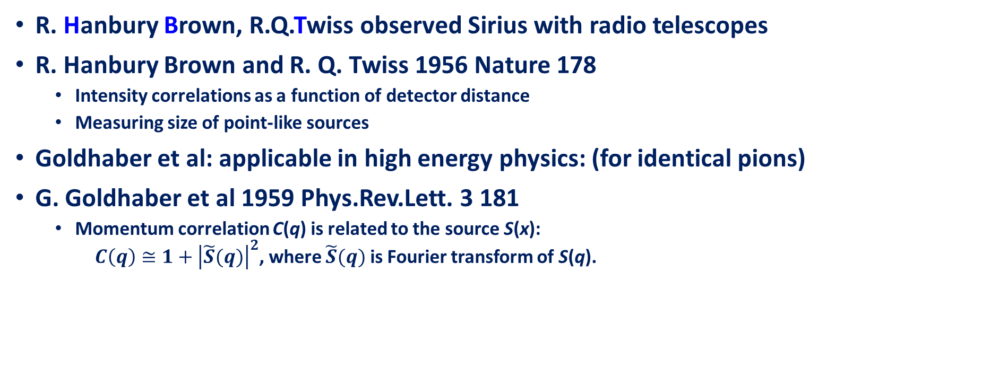 • R. Hanbury Brown, R.Q.Twiss observed Sirius with radio telescopes
• R. Hanbury Brown and R. Q. Twiss 1956 Nature 178
• Intensity correlations as a function of detector distance
• Measuring size of point-like sources
• Goldhaber et al: applicable in high energy physics: (for identical pions)
• G. Goldhaber et al 1959 Phys.Rev.Lett. 3 181
• Momentum correlation C(q) is related to the source S(x):
C(q) ≅ 1 + |S̃(q)|², where S̃(q) is Fourier transform of S(q).